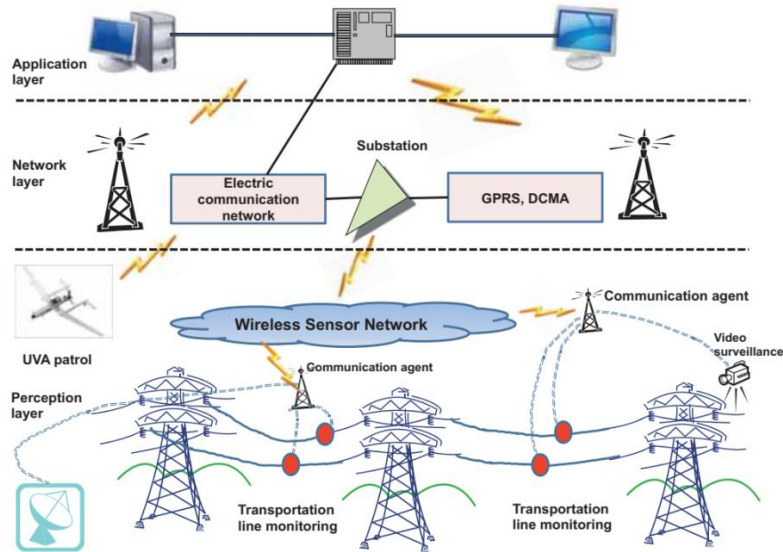 Application
layer
Substation
Network
layer
Electric
communication
network
GPRS, DCMA
Communication agent
Wireless Sensor Network
Video
surveillance
UVA patrol
Communication agent
Perception
layer
Transportation
line monitoring
Transportation
line monitoring